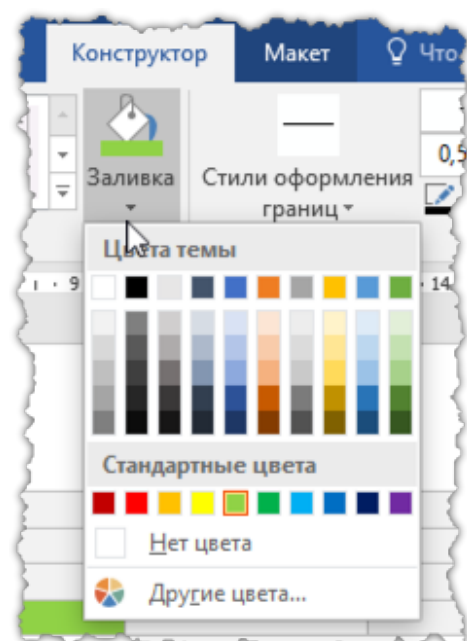 Конструктор Макет Что
Заливка Стили оформления 0,5
границ
Цвета темы
9 14
Стандартные цвета
Нет цвета
Другие цвета...